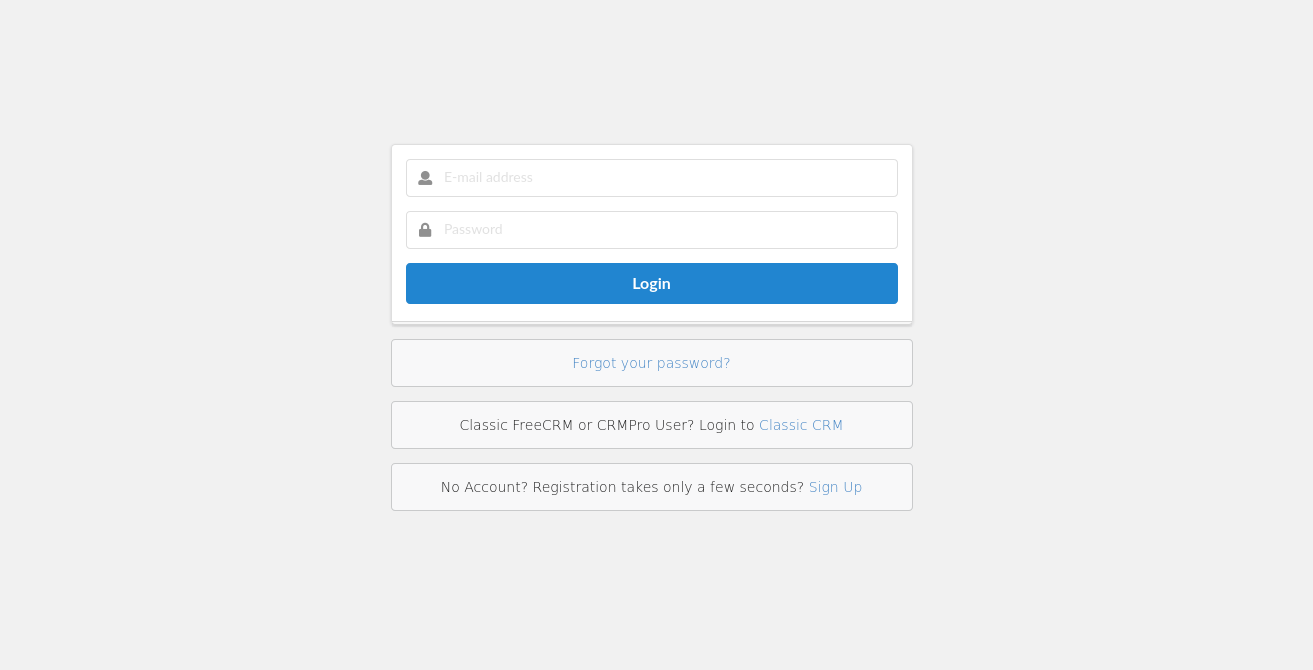 E-mail address
Password
Login
Forgot your password?
Classic FreeCRM or CRMPro User? Login to Classic CRM
No Account? Registration takes only a few seconds? Sign Up